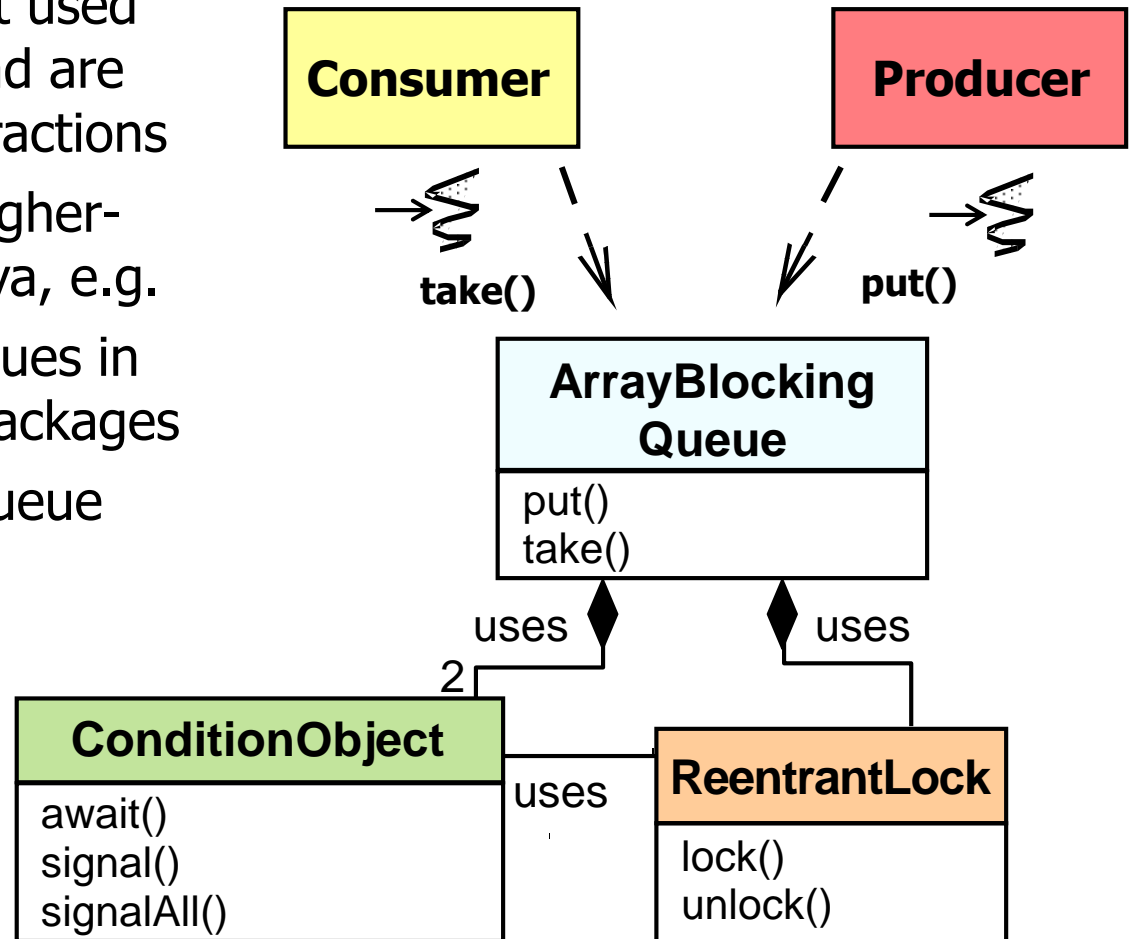 t used
nd are
ractions
gher-
va, e.g.
ues in
ackages
ueue
Consumer
Producer
take()
put()
ArrayBlocking
Queue
put()
take()
uses
uses
2
ConditionObject
await()
signal()
signalAll()
uses
ReentrantLock
lock()
unlock()